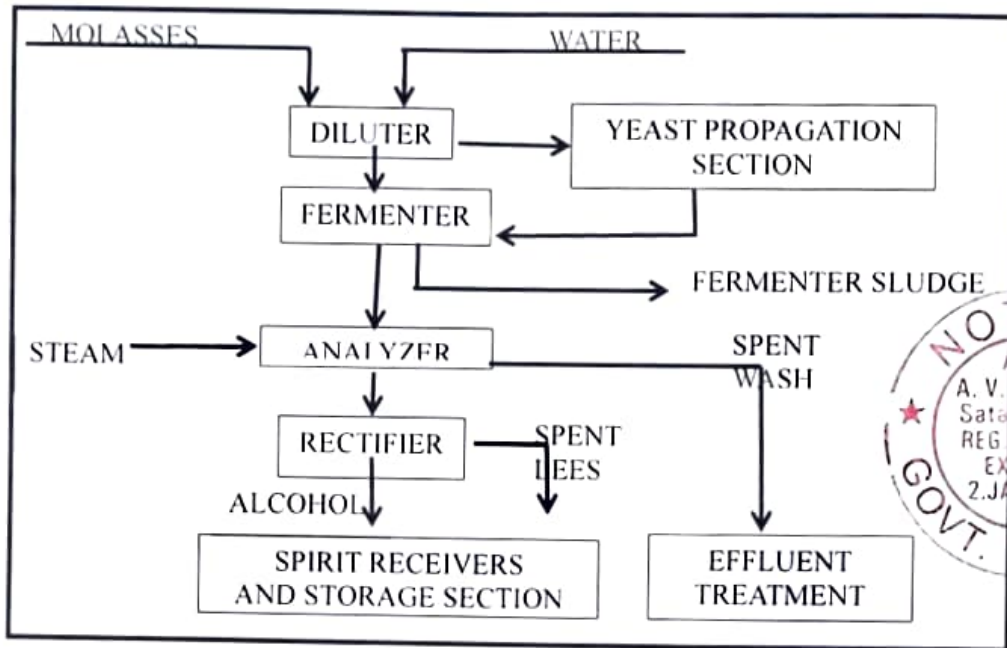 MOLASSES
WATER
DILUTER
YEAST PROPAGATION
SECTION
FERMENTER
FERMENTER SLUDGE
STEAM
ANALYZER
SPENT
WASH
RECTIFIER
SPENT
LEES
ALCOHOL
SPIRIT RECEIVERS
AND STORAGE SECTION
EFFLUENT
TREATMENT
NO
A. V.
Sata
REG.
EX
2.JA
GOVT.